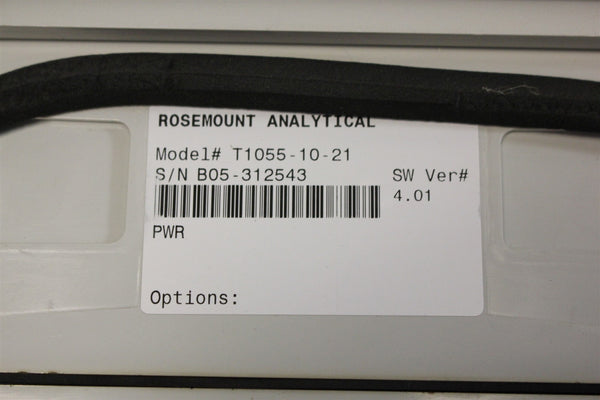 ROSEMOUNT ANALYTICAL
Model# T1055-10-21
S/N B05-312543 SW Ver#
4.01
PWR
Options: